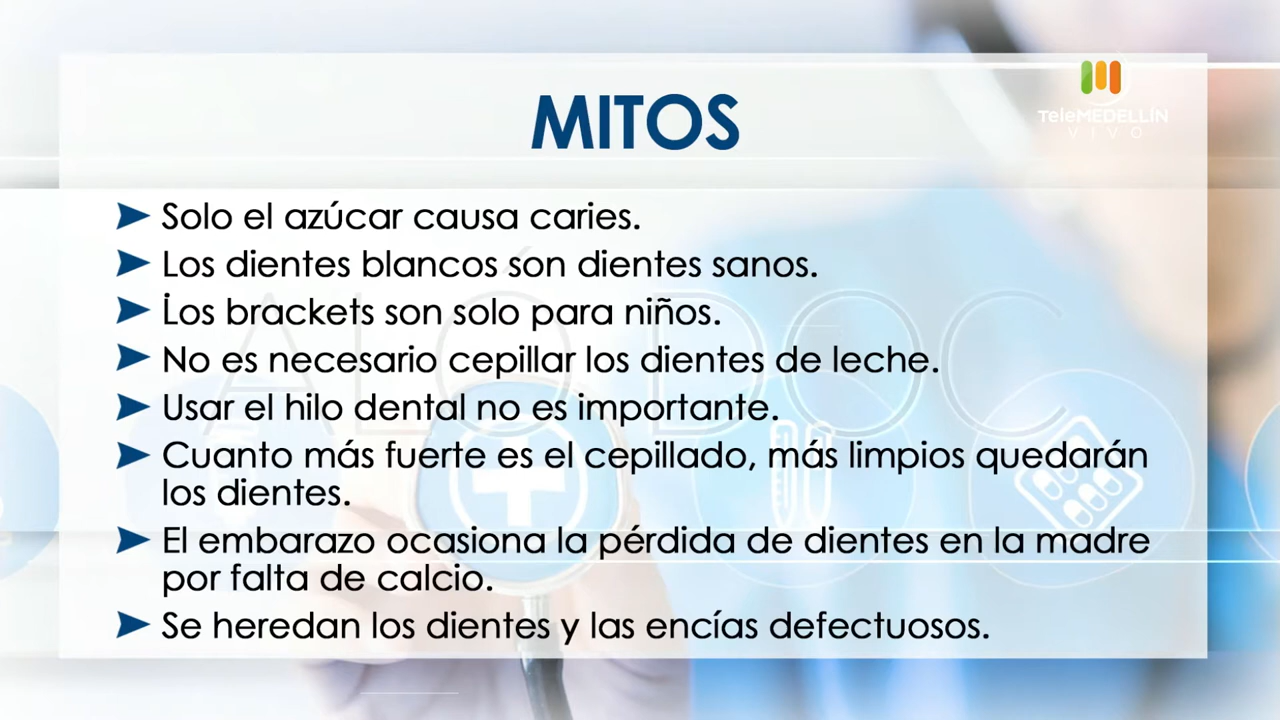 MITOS
TeleMEDELLÍN
VIVO
Solo el azúcar causa caries.
Los dientes blancos son dientes sanos.
Los brackets son solo para niños.
No es necesario cepillar los dientes de leche.
Usar el hilo dental no es importante.
Cuanto más fuerte es el cepillado, más limpios quedarán
los dientes.
El embarazo ocasiona la pérdida de dientes en la madre
por falta de calcio.
Se heredan los dientes y las encías defectuosos.
ALÓ DOC